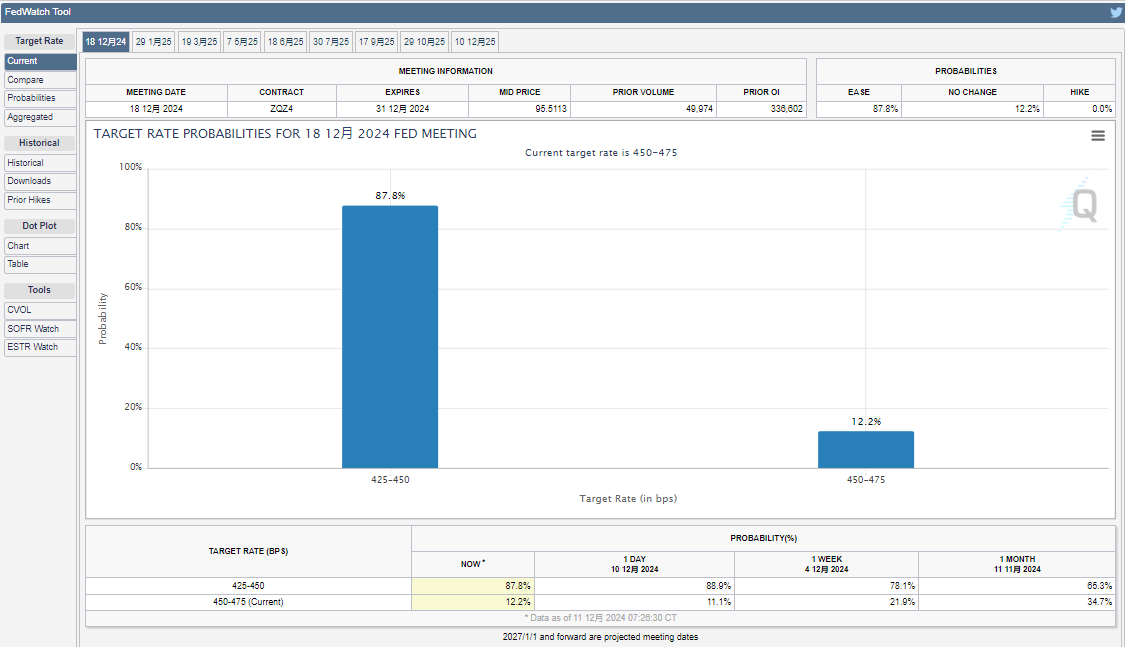 FedWatch Tool
Target Rate
Current
Compare
Probabilities
Aggregated
Historical
Historical
Downloads
Prior Hikes
Dot Plot
Chart
Table
Tools
CVOL
SOFR Watch
ESTR Watch
18 12月24 29 1月25 19 3月25 7 5月25 18 6月25 30 7月25 17 9月25 29 10月25 10 12月25
MEETING INFORMATION
MEETING DATE CONTRACT EXPIRES MID PRICE PRIOR VOLUME PRIOR OI
18 12月 2024 ZQZ4 31 12月 2024 95.5113 49,974 336,602
PROBABILITIES
EASE NO CHANGE HIKE
87.8% 12.2% 0.0%
TARGET RATE PROBABILITIES FOR 18 12月 2024 FED MEETING
Current target rate is 450-475
100%
80%
60%
40%
20%
0%
Probability
87.8%
12.2%
Q
425-450 450-475
Target Rate (in bps)
TARGET RATE (BPS) PROBABILITY(%)
NOW * 1 DAY 1 WEEK 1 MONTH
10 12月 2024 4 12月 2024 11 11月 2024
425-450 87.8% 88.9% 78.1% 65.3%
450-475 (Current) 12.2% 11.1% 21.9% 34.7%
* Data as of 11 12月 2024 07:26:30 CT
2027/1/1 and forward are projected meeting dates